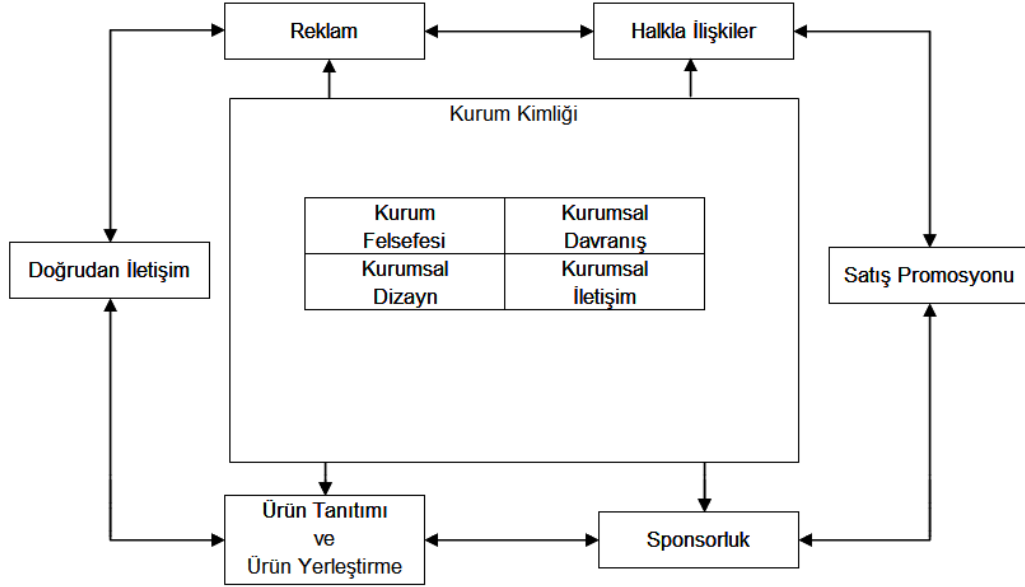 Reklam
Halkla İlişkiler
Kurum Kimliği
Kurum
Felsefesi
Kurumsal
Davranış
Kurumsal
Dizayn
Kurumsal
İletişim
Doğrudan İletişim
Satış Promosyonu
Ürün Tanıtımı
ve
Ürün Yerleştirme
Sponsorluk